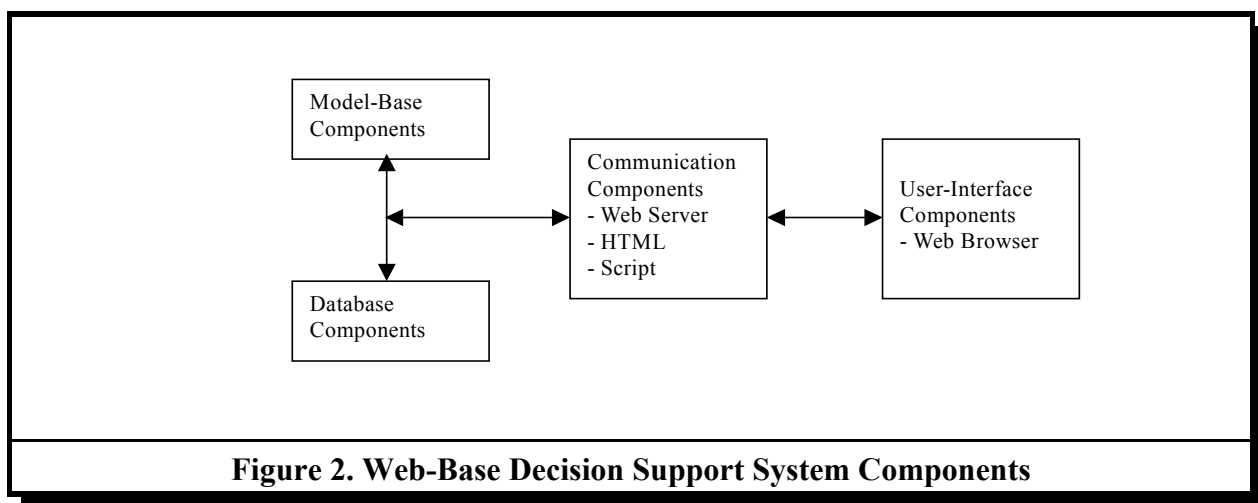 Model-Base
Components
Database
Components
Communication
Components
- Web Server
- HTML
- Script
User-Interface
Components
- Web Browser
Figure 2. Web-Base Decision Support System Components